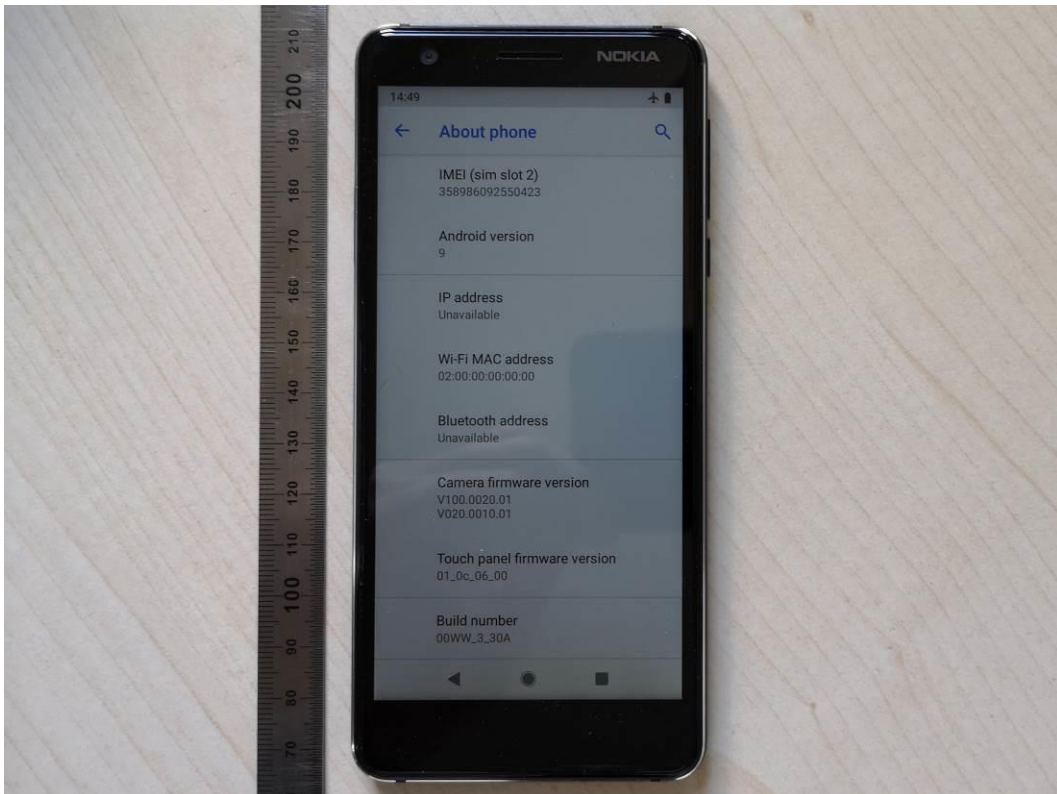 NOKIA
14:49
About phone
IMEI (sim slot 2)
358986092550423
Android version
9
IP address
Unavailable
Wi-Fi MAC address
02:00:00:00:00:00
Bluetooth address
Unavailable
Camera firmware version
V100.0020.01
V020.0010.01
Touch panel firmware version
01_0c_06_00
Build number
00WW_3_30A
210
200
190
180
170
160
150
140
130
120
110
100
90
80
70